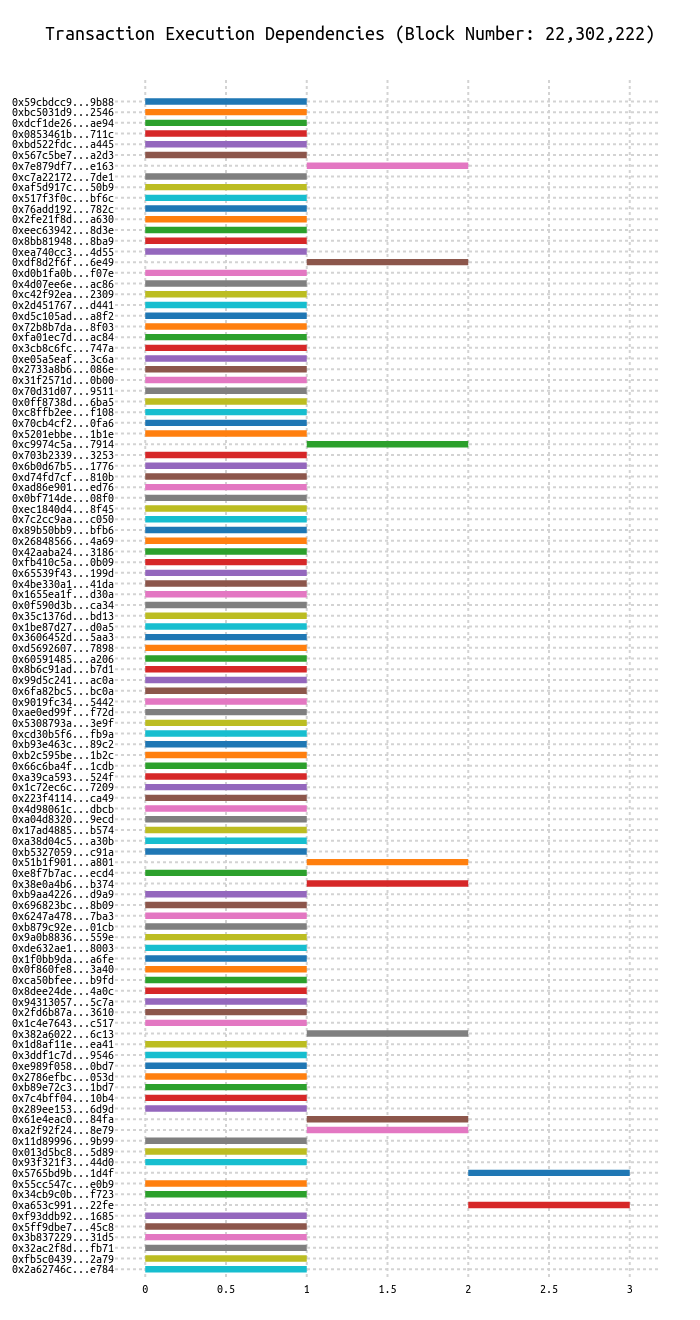 Transaction Execution Dependencies (Block Number: 22,302,222)
0x59cbdcc9...9b88
0xbc5031d9...2546
0xdcf1de26...ae94
0x0853461b...711c
0xbd522fdc...a445
0x567c5be7...a2d3
0x7e879df7...e163
0xc7a22172...7de1
0xaf5d917c...50b9
0x517f3f0c...bf6c
0x76add192...782c
0x2fe21f8d...a630
0xeec63942...8d3e
0x8bb81948...8ba9
0xea740cc3...4d55
0xdf8d2f6f...6e49
0xd0b1fa0b...f07e
0x4d07ee6e...ac86
0xc42f92ea...2309
0x2d451767...d441
0xd5c105ad...a8f2
0x72b8b7da...8f03
0xfa01ec7d...ac84
0x3cb8c6fc...747a
0xe05a5eaf...3c6a
0x2733a8b6...086e
0x31f2571d...0b00
0x70d31d07...9511
0x0ff8738d...6ba5
0xc8ffb2ee...f108
0x70cb4cf2...0fa6
0x5201ebbe...1b1e
0xc9974c5a...7914
0x703b2339...3253
0x6b0d67b5...1776
0xd74fd7cf...810b
0xad86e901...ed76
0x0bf714de...08f0
0xec1840d4...8f45
0x7c2cc9aa...c050
0x89b50bb9...bfb6
0x26848566...4a69
0x42aaba24...3186
0xfb410c5a...0b09
0x65539f43...199d
0x4be330a1...41da
0x1655ea1f...d30a
0x0f590d3b...ca34
0x35c1376d...bd13
0x1be87d27...d0a5
0x3606452d...5aa3
0xd5692607...7898
0x60591485...a206
0x8b6c91ad...b7d1
0x99d5c241...ac0a
0x6fa82bc5...bc0a
0x9019fc34...5442
0xae0ed99f...f72d
0x5308793a...3e9f
0xcd30b5f6...fb9a
0xb93e463c...89c2
0xb2c595be...1b2c
0x66c6ba4f...1cdb
0xa39ca593...524f
0x1c72ec6c...7209
0x223f4114...ca49
0x4d98061c...dbcb
0xa04d8320...9ecd
0x17ad4885...b574
0xa38d04c5...a30b
0xb5327059...c91a
0x51b1f901...a801
0xe8f7b7ac...ecd4
0x38e0a4b6...b374
0xb9aa4226...d9a9
0x696823bc...8b09
0x6247a478...7ba3
0xb879c92e...01cb
0x9a0b8836...559e
0xde632ae1...8003
0x1f0bb9da...a6fe
0x0f860fe8...3a40
0xca50bfee...b9fd
0x8dee24de...4a0c
0x94313057...5c7a
0x2fd6b87a...3610
0x1c4e7643...c517
0x382a6022...6c13
0x1d8af11e...ea41
0x3ddf1c7d...9546
0xe989f058...0bd7
0x2786efbc...053d
0xb89e72c3...1bd7
0x7c4bff04...10b4
0x289ee153...6d9d
0x61e4eac0...84fa
0xa2f92f24...8e79
0x11d89996...9b99
0x013d5bc8...5d89
0x93f321f3...44d0
0x5765bd9b...1d4f
0x55cc547c...e0b9
0x34cb9c0b...f723
0xa653c991...22fe
0xf93ddb92...1685
0x5ff9dbe7...45c8
0x3b837229...31d5
0x32ac2f8d...fb71
0xfb5c0439...2a79
0x2a62746c...e784
0 0.5 1 1.5 2 2.5 3